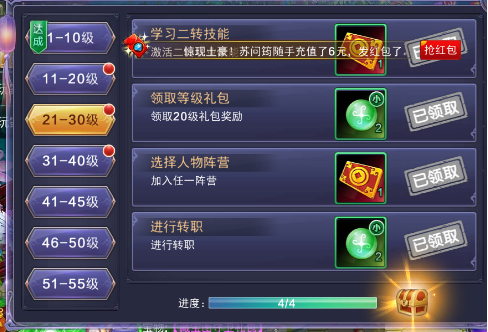 达成
1-10级
11-20级
21-30级
31-40级
41-45级
46-50级
51-55级
学习二转技能
激活二
惊现土豪！苏问筠随手充值了6元，发红包了
抢红包
1
领取等级礼包
领取20级礼包奖励
小
2
已领取
选择人物阵营
加入任一阵营
1
已领取
进行转职
进行转职
小
2
已领取
进度：
4/4